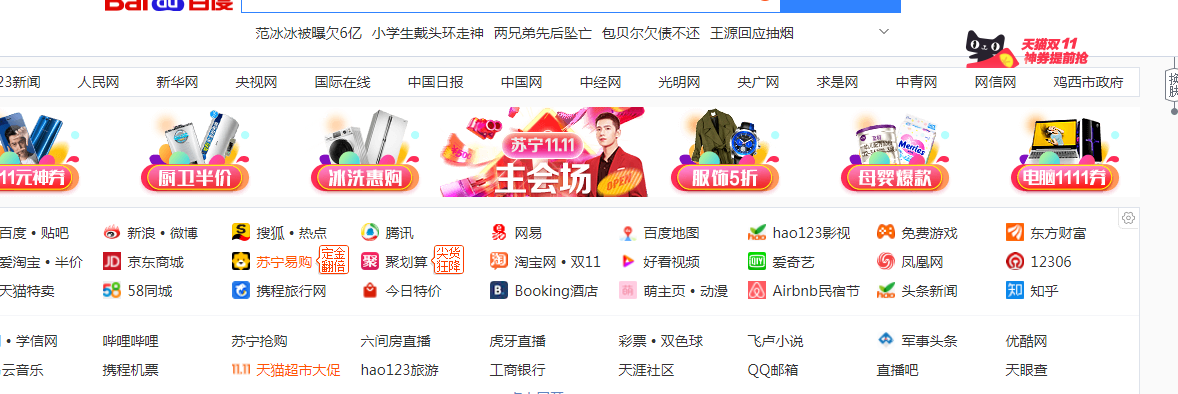 Bai du 百度
范冰冰被曝欠6亿 小学生戴头环走神 两兄弟先后坠亡 包贝尔欠债不还 王源回应抽烟
天猫双11
神券提前抢
23新闻 人民网 新华网 央视网 国际在线 中国日报 中国网 中经网 光明网 央广网 求是网 中青网 网信网 鸡西市政府
换肤
苏宁11.11
主会场
OPEN
11元神券 厨卫半价 冰洗惠购 服饰5折 母婴爆款 电脑1111券
Merries
百度 • 贴吧 新浪 • 微博 搜狐 • 热点 腾讯 网易 百度地图 hao123影视 免费游戏 东方财富
爱淘宝 • 半价 京东商城 苏宁易购 定金翻倍 聚划算 尖货狂降 淘宝网 • 双11 好看视频 爱奇艺 凤凰网 12306
天猫特卖 58同城 携程旅行网 今日特价 Booking酒店 萌主页 • 动漫 Airbnb民宿节 头条新闻 知乎
• 学信网 哔哩哔哩 苏宁抢购 六间房直播 虎牙直播 彩票 • 双色球 飞卢小说 军事头条 优酷网
云音乐 携程机票 11.11 天猫超市大促 hao123旅游 工商银行 天涯社区 QQ邮箱 直播吧 天眼查